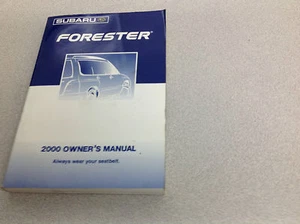 SUBARU
FORESTER
2000 OWNER'S MANUAL
Always wear your seatbelt.